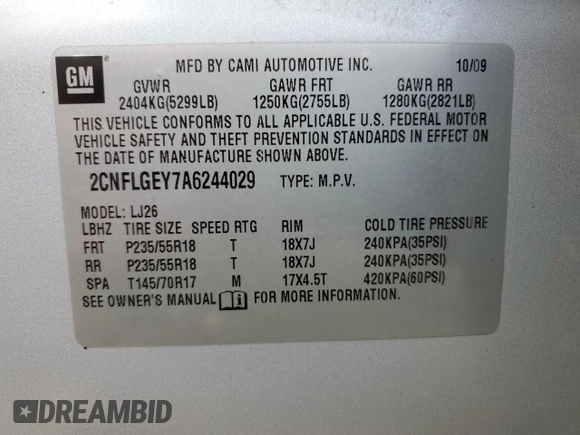 GM
MFD BY CAMI AUTOMOTIVE INC. 10/09
GVWR GAWR FRT GAWR RR
2404KG(5299LB) 1250KG(2755LB) 1280KG(2821LB)
THIS VEHICLE CONFORMS TO ALL APPLICABLE U.S. FEDERAL MOTOR
VEHICLE SAFETY AND THEFT PREVENTION STANDARDS IN EFFECT ON
THE DATE OF MANUFACTURE SHOWN ABOVE.
2CNFLGEY7A6244029 TYPE: M.P.V.
MODEL: LJ26
LBHZ TIRE SIZE SPEED RTG RIM COLD TIRE PRESSURE
FRT P235/55R18 T 18X7J 240KPA(35PSI)
RR P235/55R18 T 18X7J 240KPA(35PSI)
SPA T145/70R17 M 17X4.5T 420KPA(60PSI)
SEE OWNER'S MANUAL FOR MORE INFORMATION.
DREAMBID